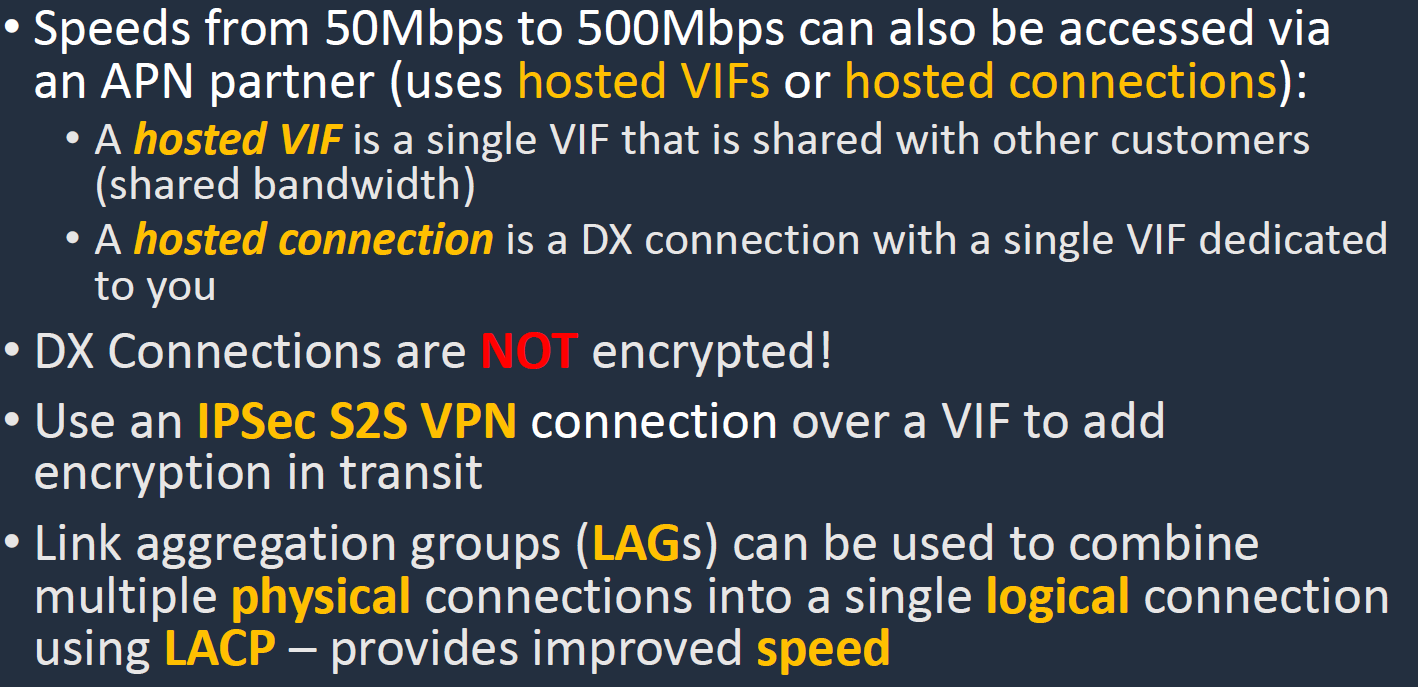 • Speeds from 50Mbps to 500Mbps can also be accessed via
an APN partner (uses hosted VIFs or hosted connections):
• A hosted VIF is a single VIF that is shared with other customers
(shared bandwidth)
• A hosted connection is a DX connection with a single VIF dedicated
to you
• DX Connections are NOT encrypted!
• Use an IPSec S2S VPN connection over a VIF to add
encryption in transit
• Link aggregation groups (LAGs) can be used to combine
multiple physical connections into a single logical connection
using LACP – provides improved speed